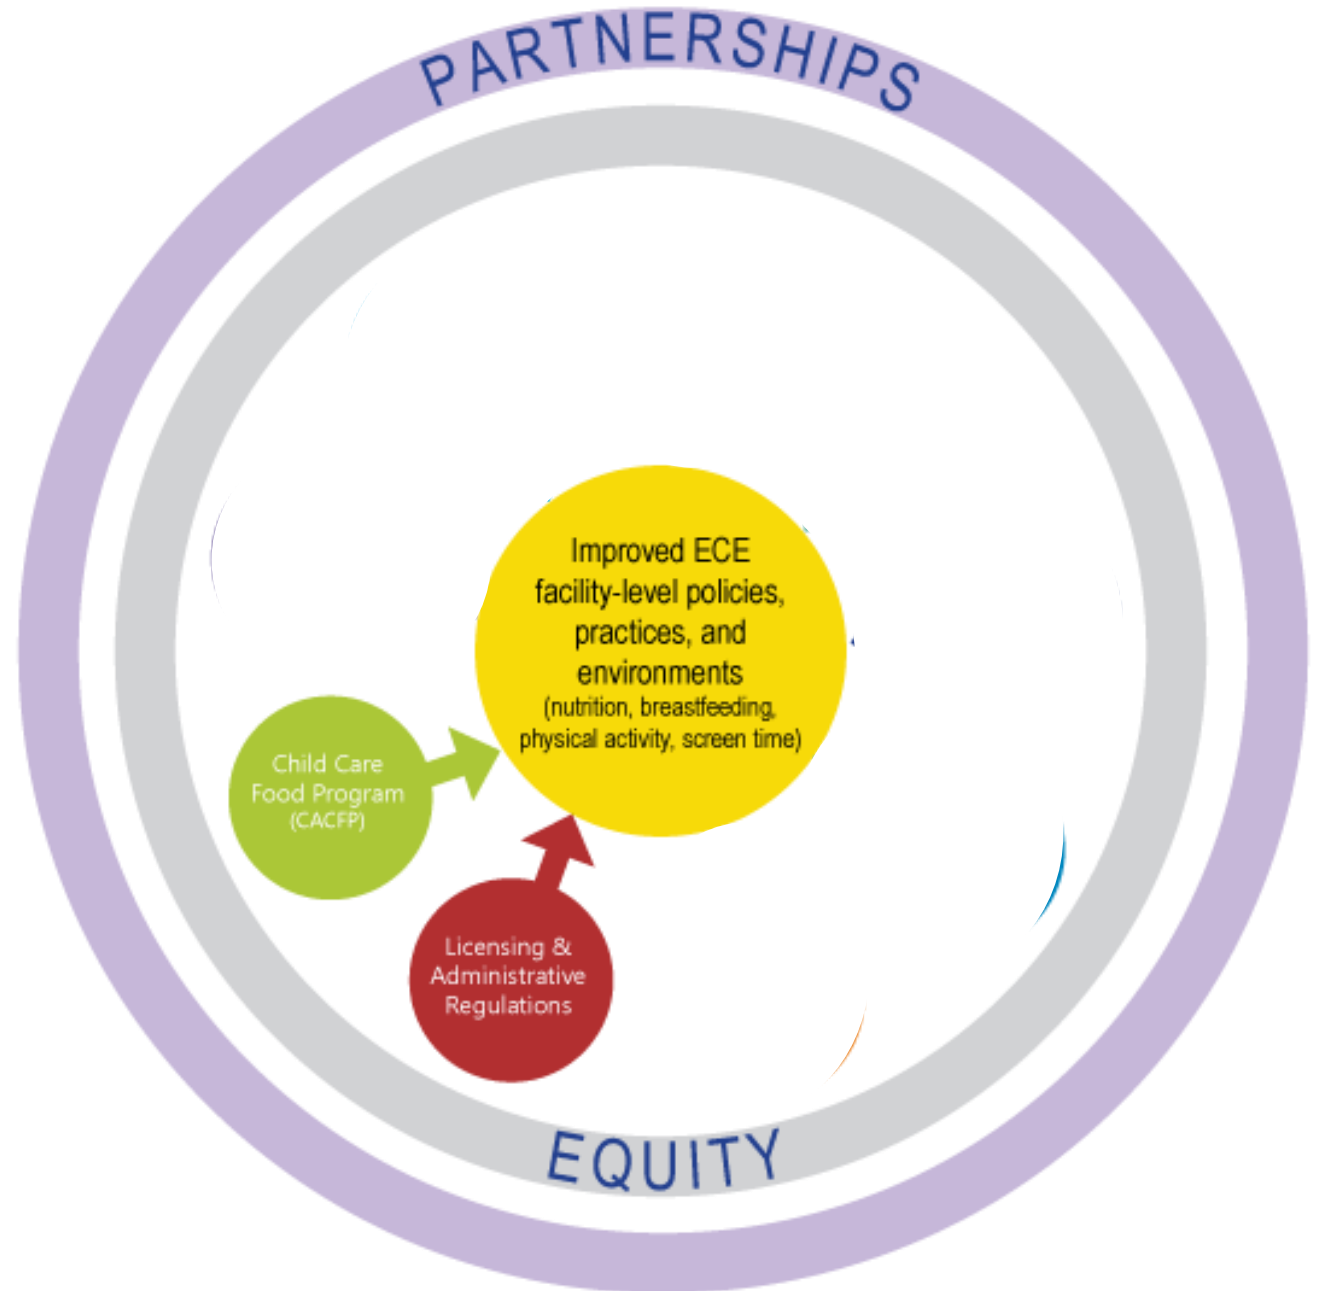 PARTNERSHIPS
Improved ECE
facility-level policies,
practices, and
environments
(nutrition, breastfeeding,
physical activity, screen time)
Child Care
Food Program
(CACFP)
Licensing &
Administrative
Regulations
EQUITY